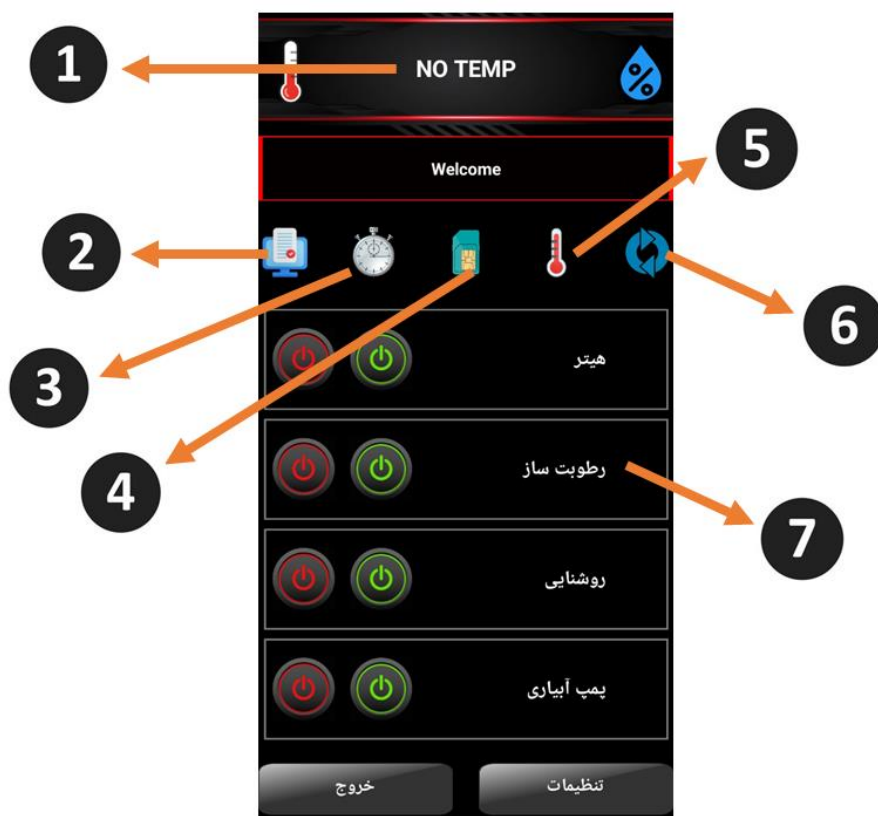 1
NO TEMP
Welcome
5
2
6
3
هیتر
4
رطوبت ساز
7
روشنایی
پمپ آبیاری
تنظیمات
خروج